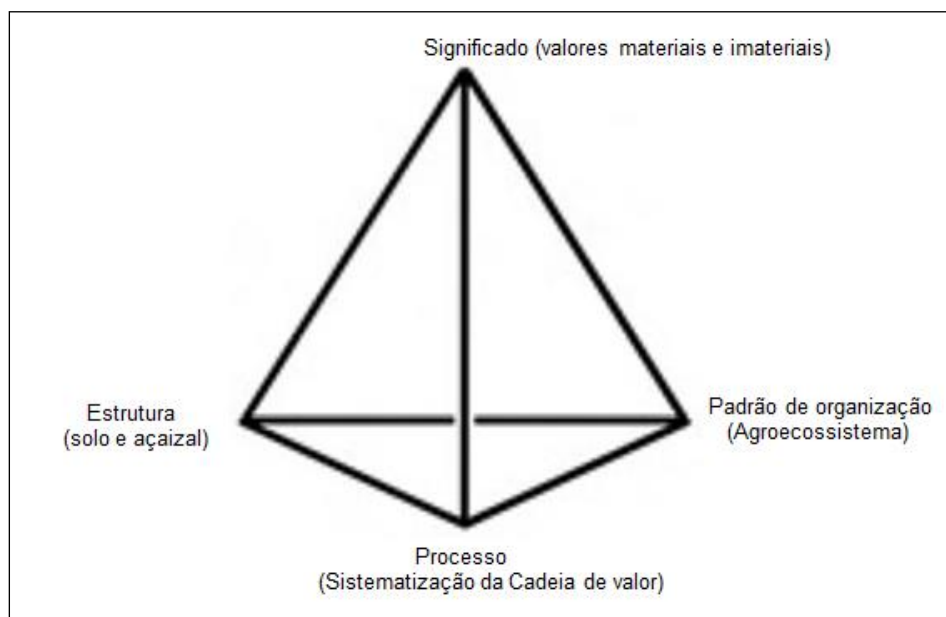 Significado (valores materiais e imateriais)
Estrutura
(solo e açaizal)
Padrão de organização
(Agroecossistema)
Processo
(Sistematização da Cadeia de valor)